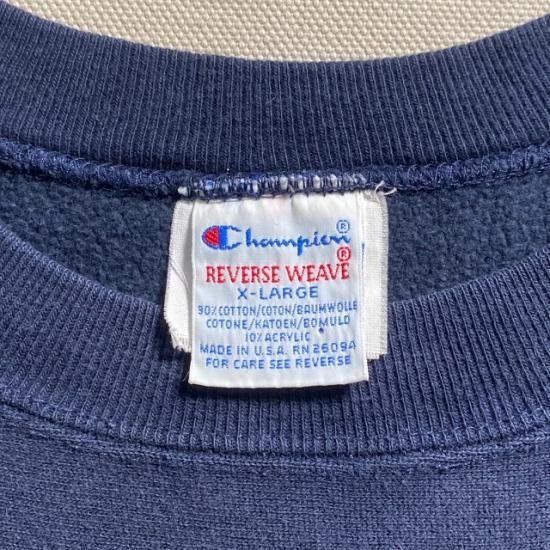 Champion®
REVERSE WEAVE®
X-LARGE
90% COTTON/COTON/BAUMWOLLE
COTONE/KATOEN/BOMULD
10% ACRYLIC
MADE IN U.S.A. RN 26094
FOR CARE SEE REVERSE